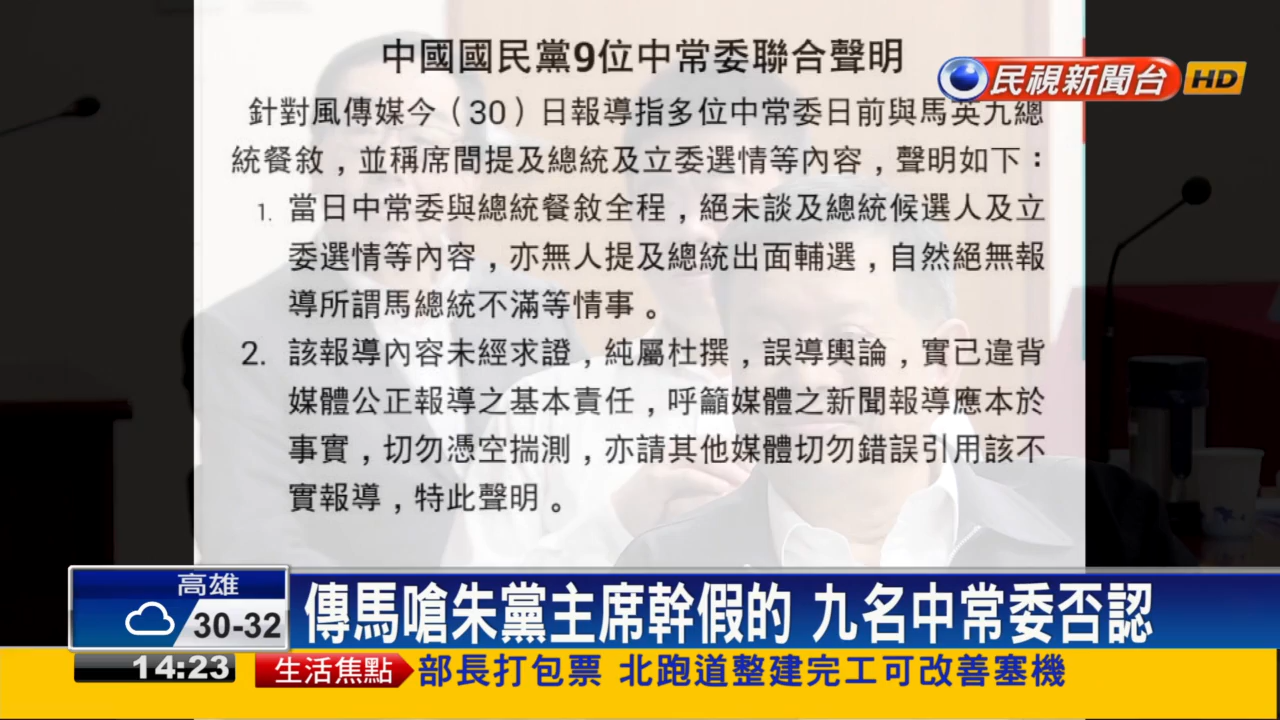 中國國民黨9位中常委聯合聲明
民視新聞台 HD
針對風傳媒今（30）日報導指多位中常委日前與馬英九總
統餐敘，並稱席間提及總統及立委選情等內容，聲明如下：
1. 當日中常委與總統餐敘全程，絕未談及總統候選人及立
委選情等內容，亦無人提及總統出面輔選，自然絕無報
導所謂馬總統不滿等情事。
2. 該報導內容未經求證，純屬杜撰，誤導輿論，實已違背
媒體公正報導之基本責任，呼籲媒體之新聞報導應本於
事實，切勿憑空揣測，亦請其他媒體切勿錯誤引用該不
實報導，特此聲明。
高雄
30-32
傳馬嗆朱黨主席幹假的 九名中常委否認
14:23
生活焦點
部長打包票 北跑道整建完工可改善塞機